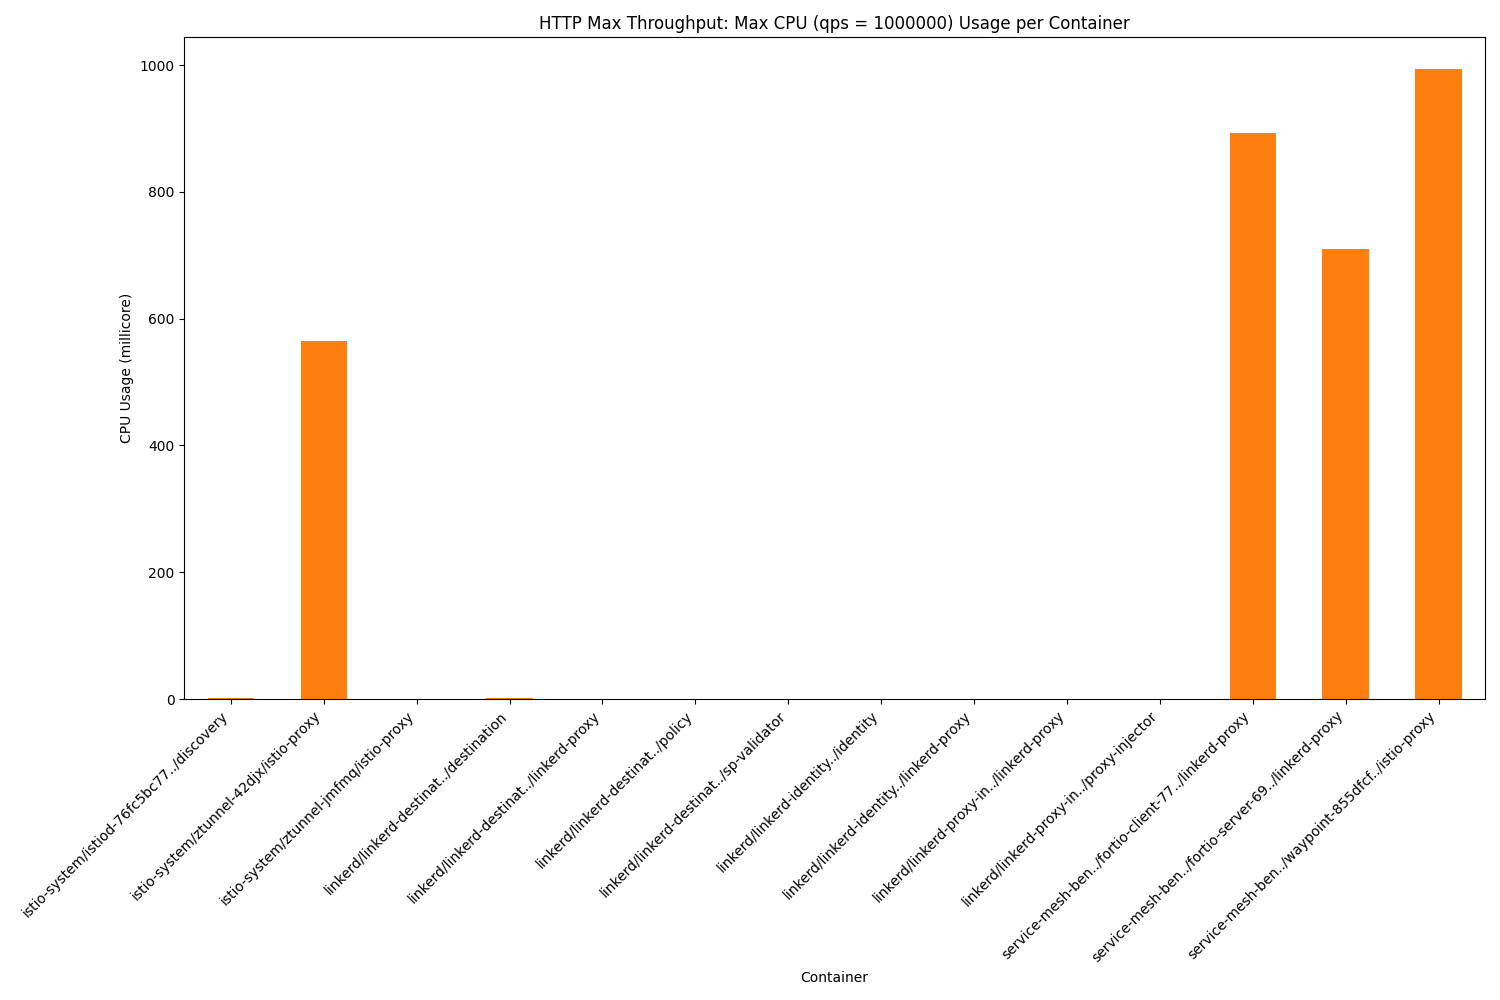 HTTP Max Throughput: Max CPU (qps = 1000000) Usage per Container
CPU Usage (millicore)
1000
800
600
400
200
0
istio-system/istiod-76fc5bc77../discovery
istio-system/ztunnel-42djx/istio-proxy
istio-system/ztunnel-jmfmq/istio-proxy
linkerd/linkerd-destinat../destination
linkerd/linkerd-destinat../linkerd-proxy
linkerd/linkerd-destinat../policy
linkerd/linkerd-destinat../sp-validator
linkerd/linkerd-identity../identity
linkerd/linkerd-identity../linkerd-proxy
linkerd/linkerd-proxy-in../linkerd-proxy
linkerd/linkerd-proxy-in../proxy-injector
service-mesh-ben../fortio-client-77../linkerd-proxy
service-mesh-ben../fortio-server-69../linkerd-proxy
service-mesh-ben../waypoint-855dfcf../istio-proxy
Container